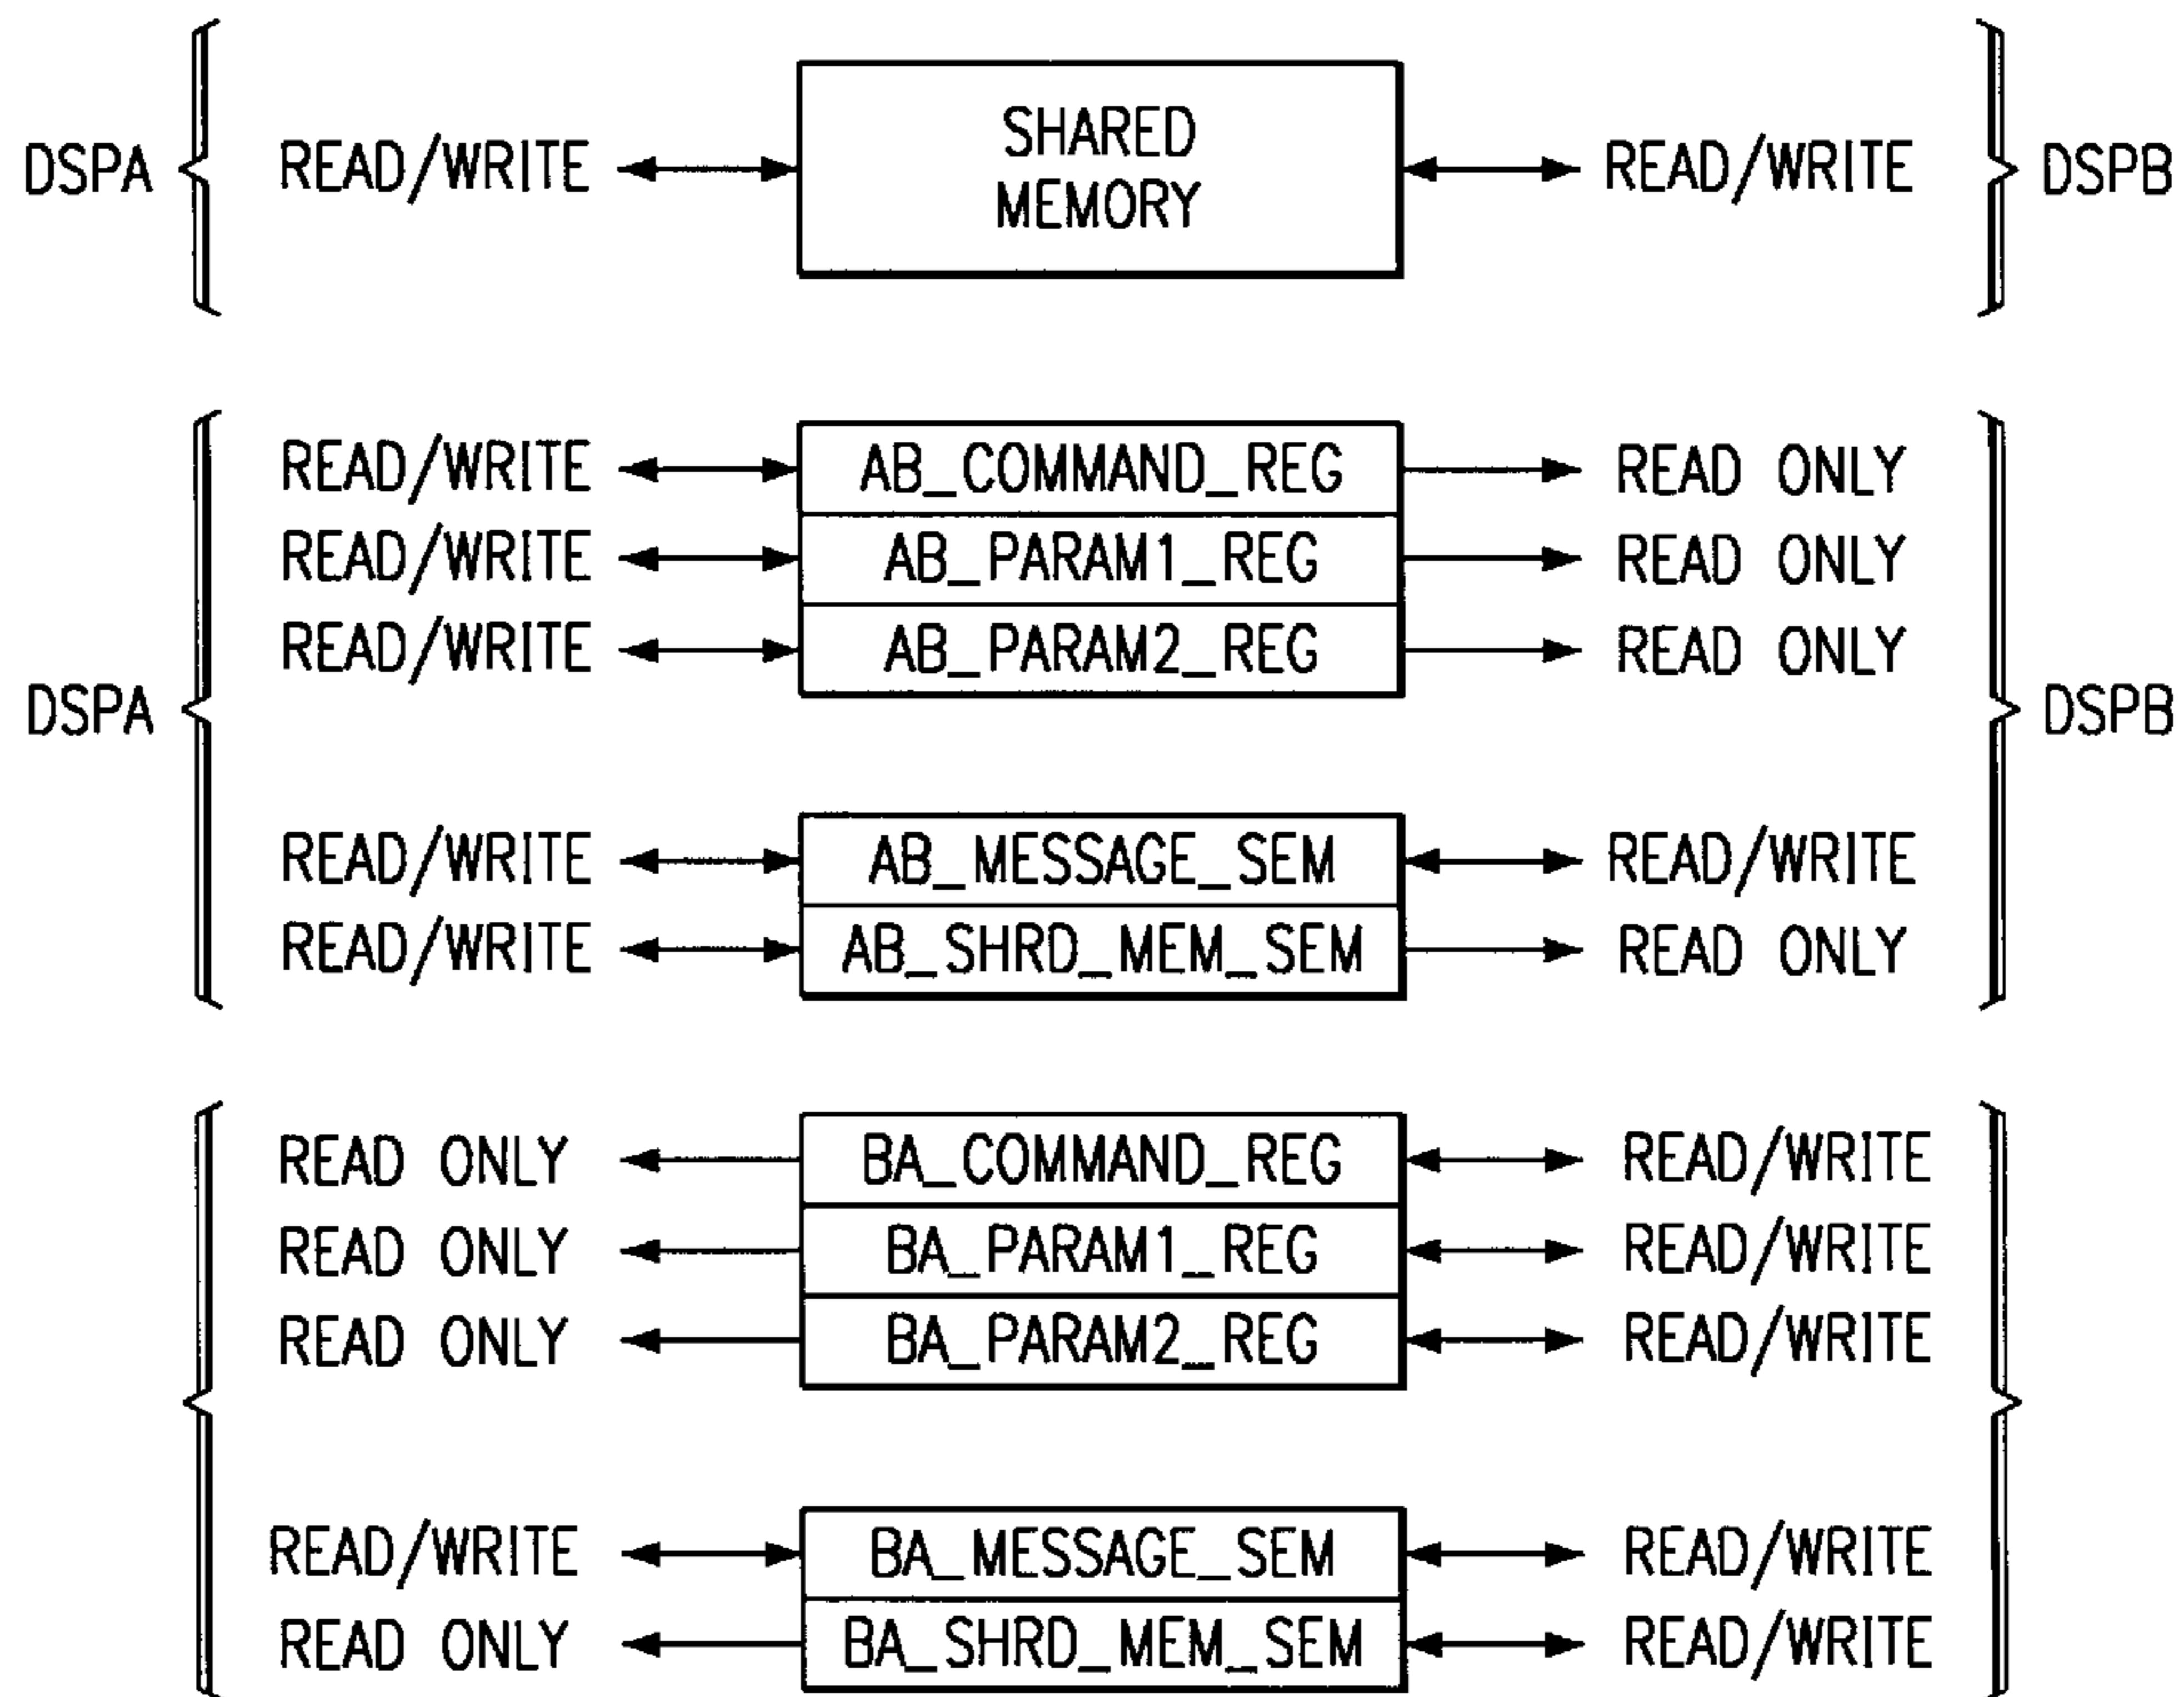 DSPA READ/WRITE SHARED MEMORY READ/WRITE DSPB
READ/WRITE AB_COMMAND_REG READ ONLY
READ/WRITE AB_PARAM1_REG READ ONLY
READ/WRITE AB_PARAM2_REG READ ONLY
DSPA DSPB
READ/WRITE AB_MESSAGE_SEM READ/WRITE
READ/WRITE AB_SHRD_MEM_SEM READ ONLY
READ ONLY BA_COMMAND_REG READ/WRITE
READ ONLY BA_PARAM1_REG READ/WRITE
READ ONLY BA_PARAM2_REG READ/WRITE
READ/WRITE BA_MESSAGE_SEM READ/WRITE
READ ONLY BA_SHRD_MEM_SEM READ/WRITE